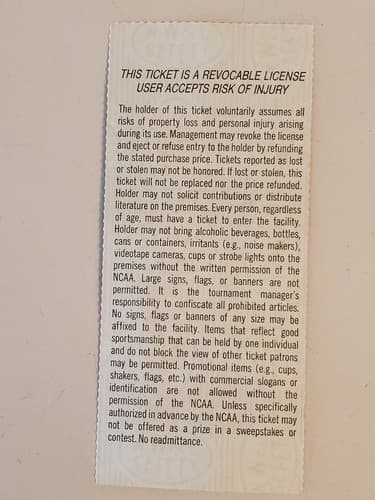 THIS TICKET IS A REVOCABLE LICENSE
USER ACCEPTS RISK OF INJURY
The holder of this ticket voluntarily assumes all
risks of property loss and personal injury arising
during its use. Management may revoke the license
and eject or refuse entry to the holder by refunding
the stated purchase price. Tickets reported as lost
or stolen may not be honored. If lost or stolen, this
ticket will not be replaced nor the price refunded.
Holder may not solicit contributions or distribute
literature on the premises. Every person, regardless
of age, must have a ticket to enter the facility.
Holder may not bring alcoholic beverages, bottles,
cans or containers, irritants (e.g., noise makers),
videotape cameras, cups or strobe lights onto the
premises without the written permission of the
NCAA. Large signs, flags, or banners are not
permitted. It is the tournament manager's
responsibility to confiscate all prohibited articles.
No signs, flags or banners of any size may be
affixed to the facility. Items that reflect good
sportsmanship that can be held by one individual
and do not block the view of other ticket patrons
may be permitted. Promotional items (e.g., cups,
shakers, flags, etc.) with commercial slogans or
identification are not allowed without the
permission of the NCAA. Unless specifically
authorized in advance by the NCAA, this ticket may
not be offered as a prize in a sweepstakes or
contest. No readmittance.